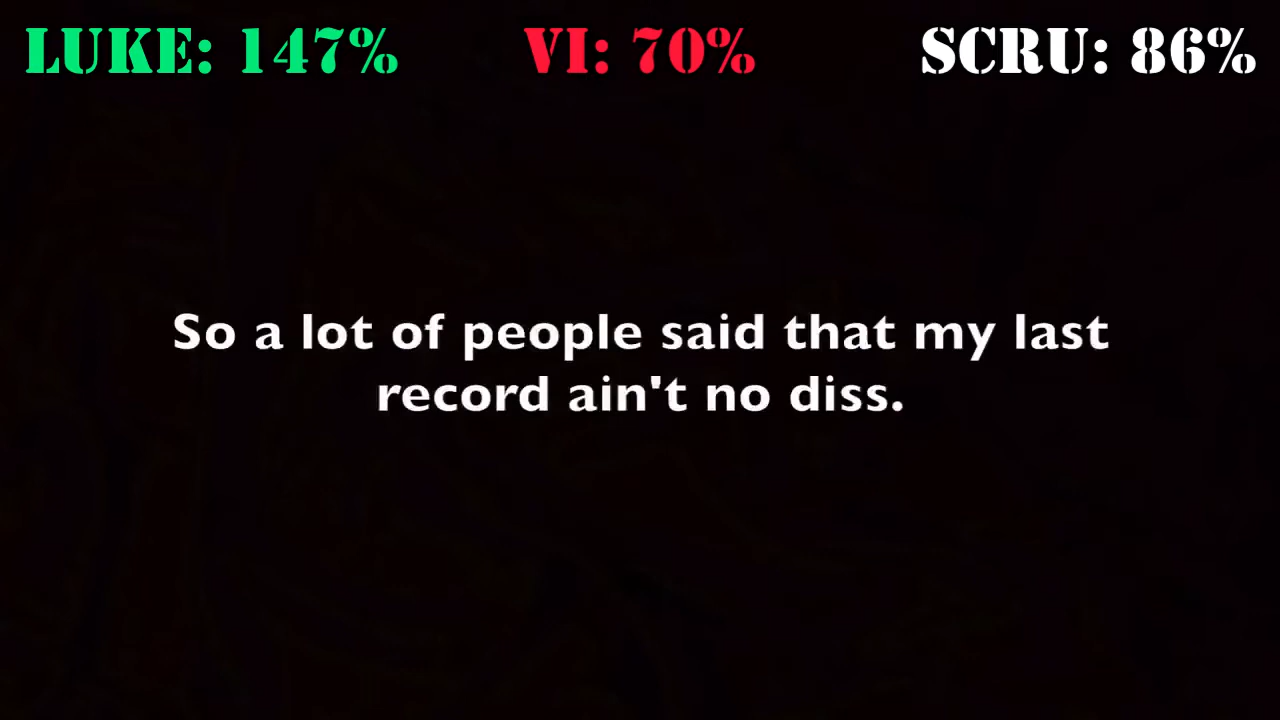 LUKE: 147% VI: 70% SCRU: 86%
So a lot of people said that my last
record ain't no diss.